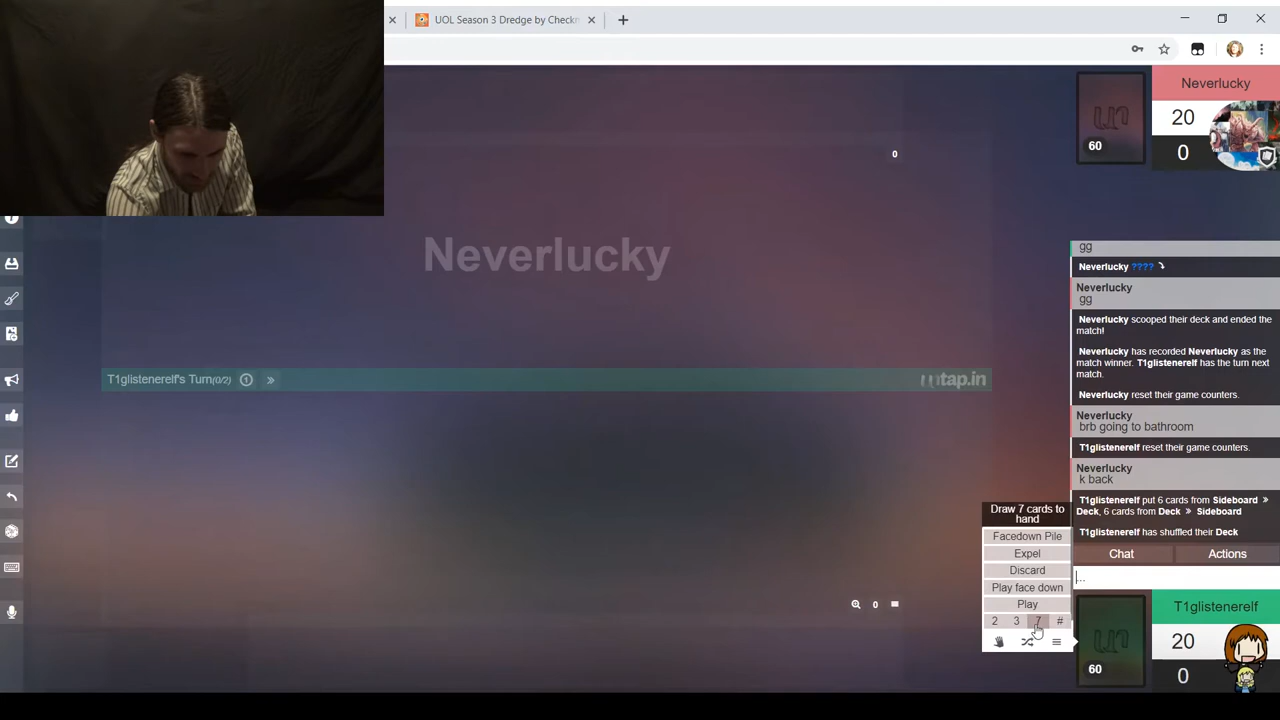 UOL Season 3 Dredge by Checkm
Neverlucky
20
0
60
0
Neverlucky
gg
Neverlucky ????
Neverlucky
gg
Neverlucky scooped their deck and ended the
match!
Neverlucky has recorded Neverlucky as the
match winner. T1glistenerelf has the turn next
match.
Neverlucky reset their game counters.
T1glistenerelf's Turn(0/2)
untap.in
Neverlucky
brb going to bathroom
T1glistenerelf reset their game counters.
Neverlucky
k back
T1glistenerelf put 6 cards from Sideboard »
Deck, 6 cards from Deck » Sideboard
T1glistenerelf has shuffled their Deck
Draw 7 cards to
hand
Facedown Pile
Expel
Discard
Play face down
Play
2 3 7 #
Chat Actions
...
0
T1glistenerelf
20
0
60